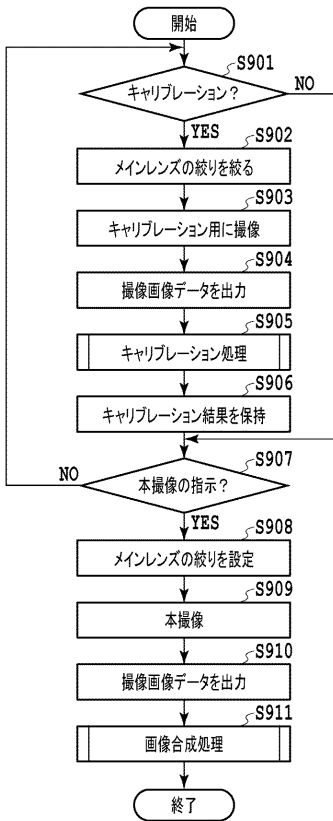 開始
S901
キャリブレーション?
NO
YES
S902
メインレンズの絞りを絞る
S903
キャリブレーション用に撮像
S904
撮像画像データを出力
S905
キャリブレーション処理
S906
キャリブレーション結果を保持
S907
NO
本撮像の指示?
YES
S908
メインレンズの絞りを設定
S909
本撮像
S910
撮像画像データを出力
S911
画像合成処理
終了